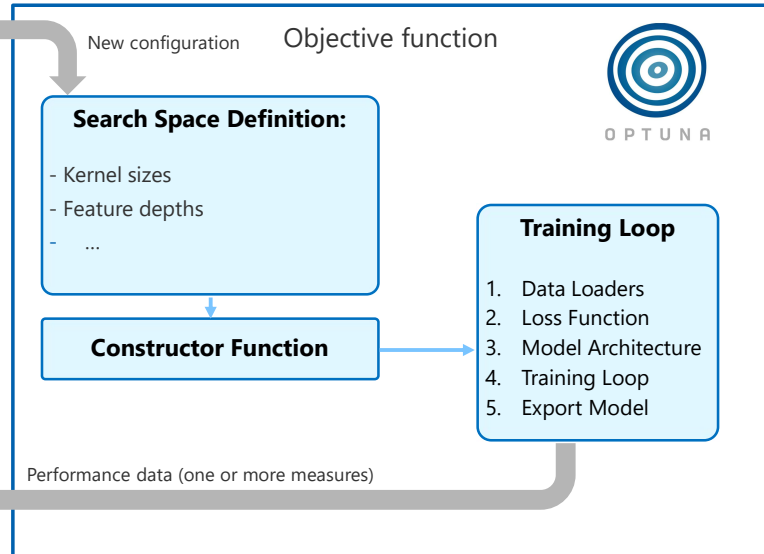 New configuration
Objective function
OPTUNA
Search Space Definition:
- Kernel sizes
- Feature depths
- ...
Constructor Function
Training Loop
1. Data Loaders
2. Loss Function
3. Model Architecture
4. Training Loop
5. Export Model
Performance data (one or more measures)